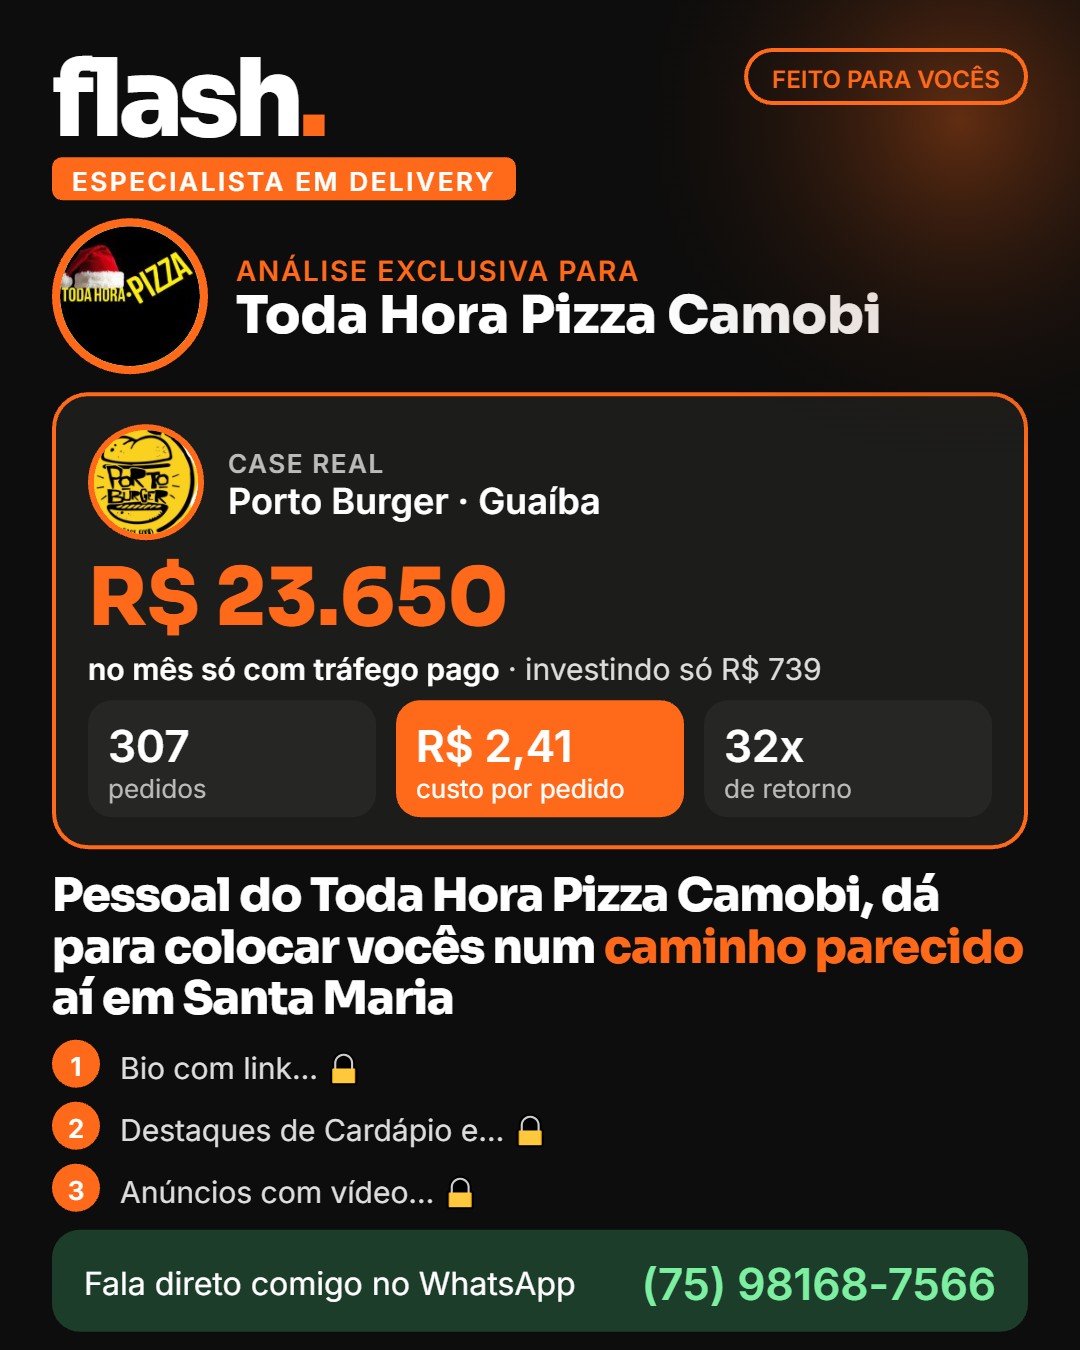 flash.
FEITO PARA VOCÊS
ESPECIALISTA EM DELIVERY
TODA HORA·PIZZA
ANÁLISE EXCLUSIVA PARA
Toda Hora Pizza Camobi
PORTO
BURGER
CASE REAL
Porto Burger · Guaíba
R$ 23.650
no mês só com tráfego pago · investindo só R$ 739
307
pedidos
R$ 2,41
custo por pedido
32x
de retorno
Pessoal do Toda Hora Pizza Camobi, dá
para colocar vocês num caminho parecido
aí em Santa Maria
1 Bio com link... 🔒
2 Destaques de Cardápio e... 🔒
3 Anúncios com vídeo... 🔒
Fala direto comigo no WhatsApp (75) 98168-7566